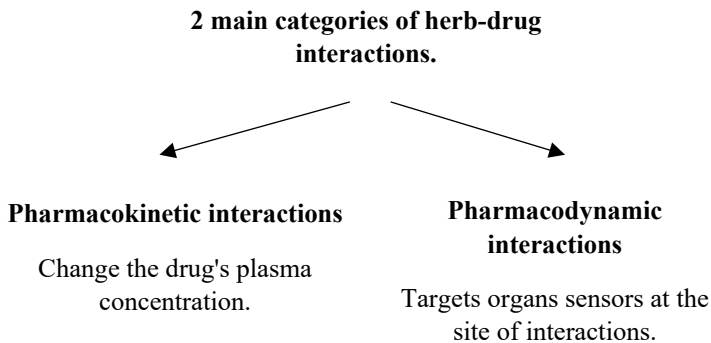 2 main categories of herb-drug
interactions.
Pharmacokinetic interactions
Change the drug's plasma
concentration.
Pharmacodynamic
interactions
Targets organs sensors at the
site of interactions.